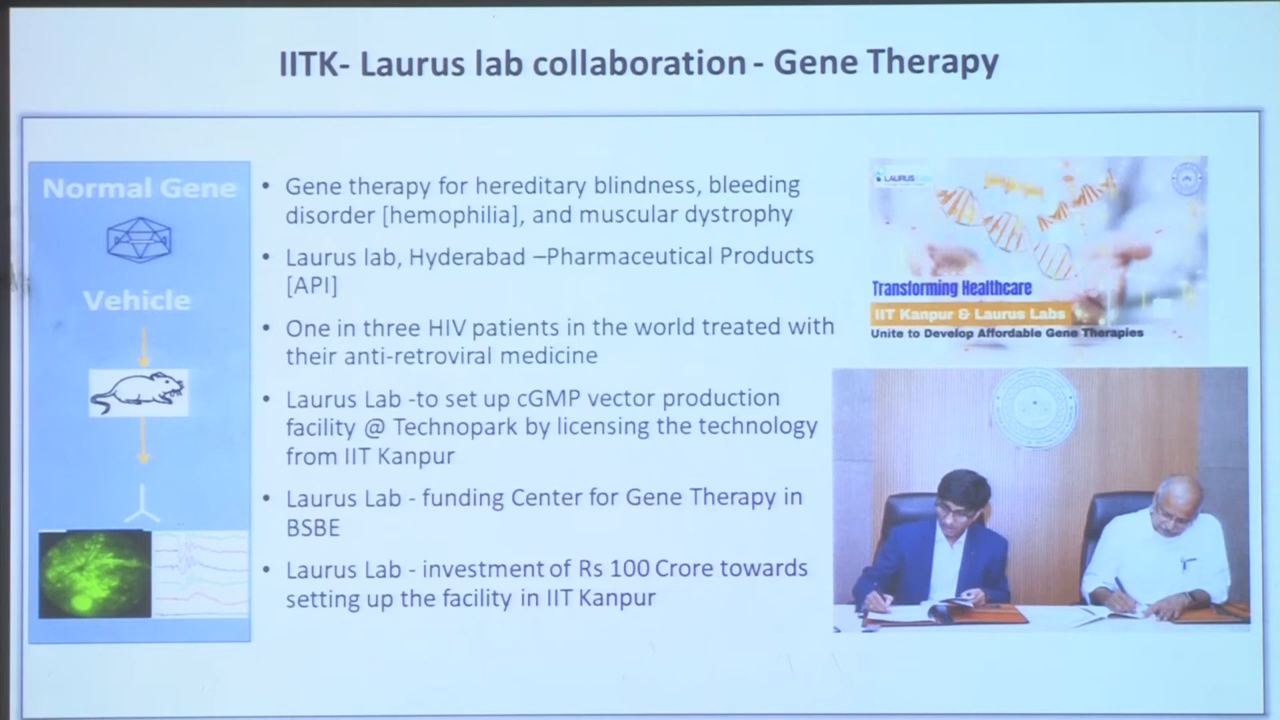 IITK- Laurus lab collaboration - Gene Therapy
Normal Gene
Vehicle
• Gene therapy for hereditary blindness, bleeding
disorder [hemophilia], and muscular dystrophy
• Laurus lab, Hyderabad –Pharmaceutical Products
[API]
• One in three HIV patients in the world treated with
their anti-retroviral medicine
• Laurus Lab -to set up cGMP vector production
facility @ Technopark by licensing the technology
from IIT Kanpur
• Laurus Lab - funding Center for Gene Therapy in
BSBE
• Laurus Lab - investment of Rs 100 Crore towards
setting up the facility in IIT Kanpur
LAURUS
Transforming Healthcare
IIT Kanpur & Laurus Labs
Unite to Develop Affordable Gene Therapies